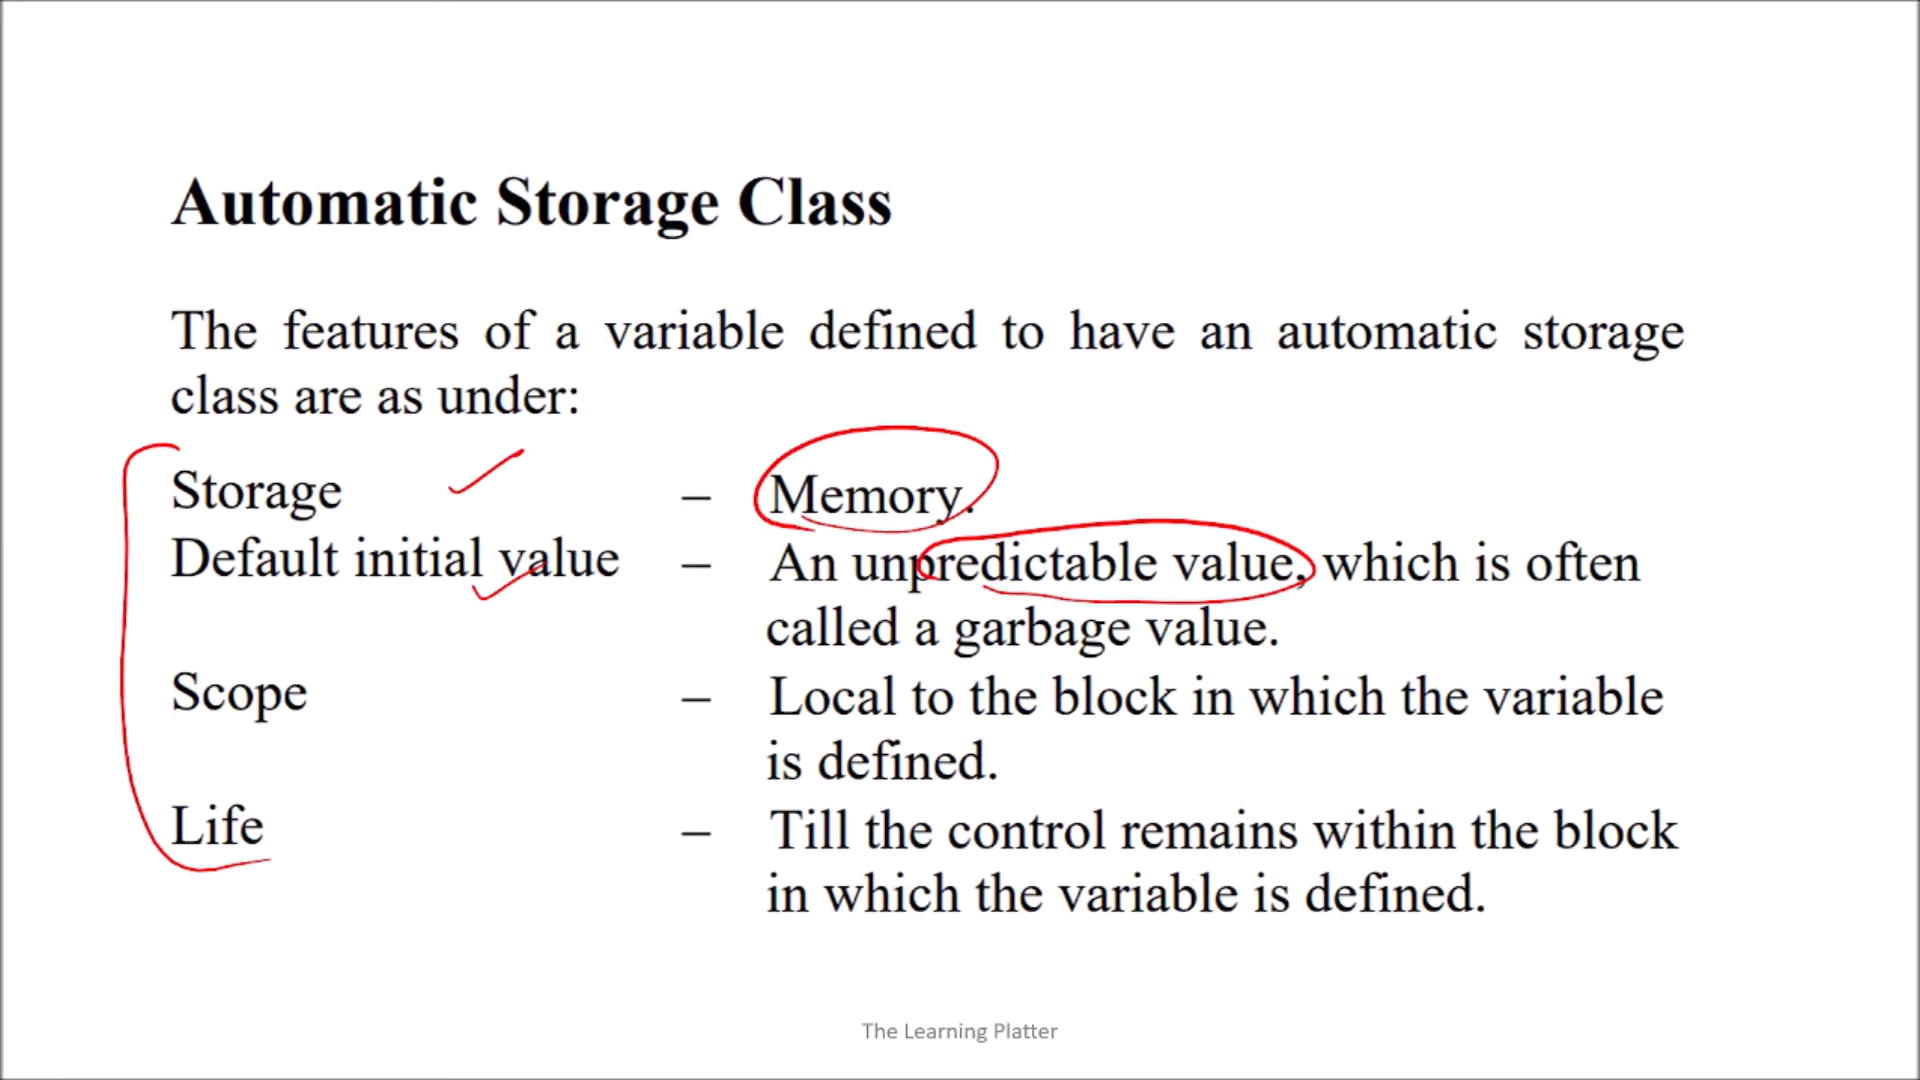 Automatic Storage Class
The features of a variable defined to have an automatic storage
class are as under:
Storage – Memory.
Default initial value – An unpredictable value, which is often
called a garbage value.
Scope – Local to the block in which the variable
is defined.
Life – Till the control remains within the block
in which the variable is defined.
The Learning Platter